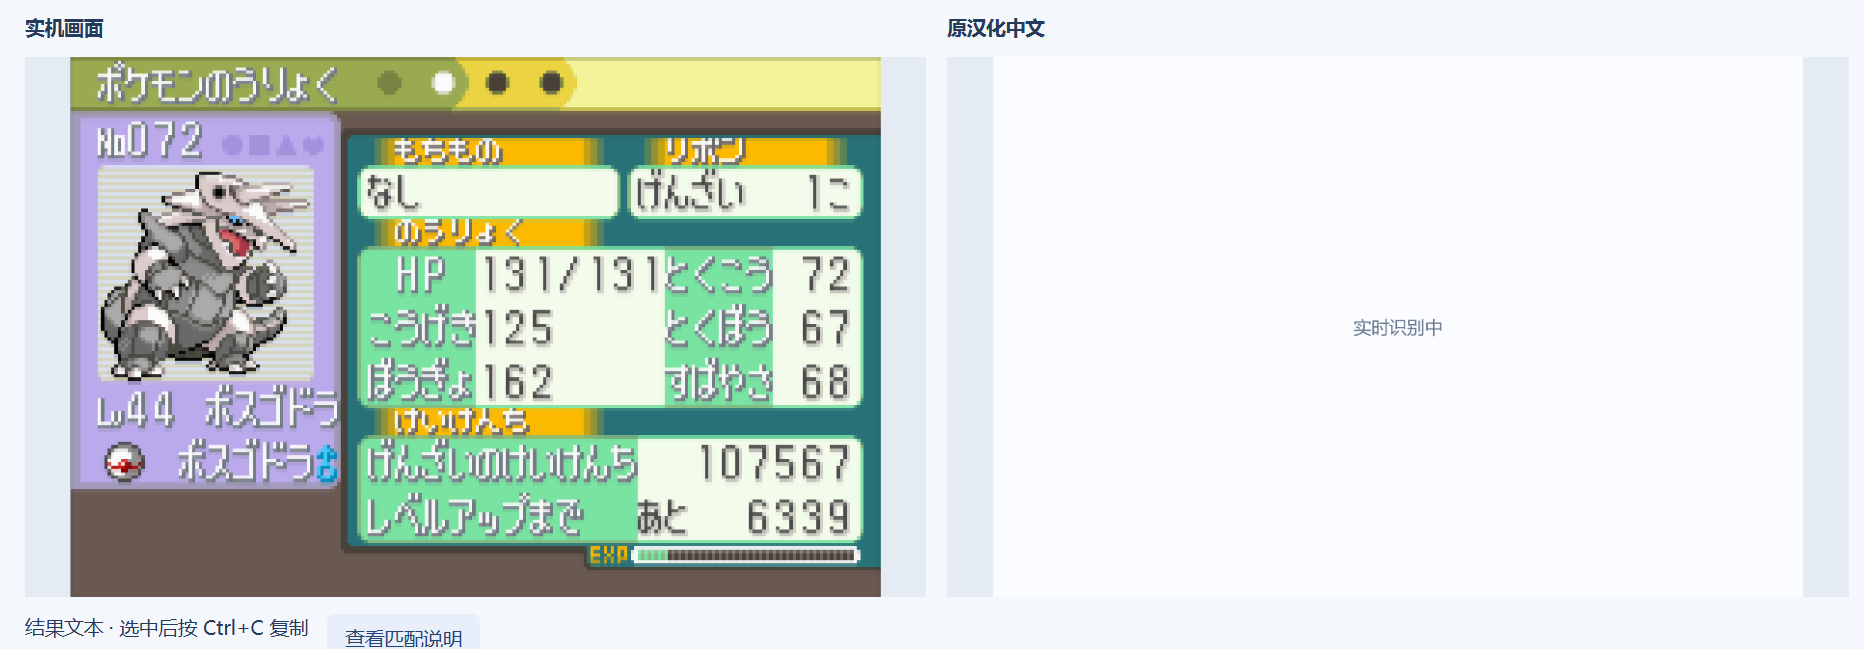 实机画面
原汉化中文
ポケモンのうりょく
No072
もちもの
リボン
なし
げんざい 1こ
のうりょく
HP 131/131 とくこう 72
こうげき 125 とくぼう 67
ぼうぎょ 162 すばやさ 68
Lv44 ボスゴドラ
けいけんち
ボスゴドラ♂
げんざいのけいけんち 107567
レベルアップまで あと 6339
EXP
实时识别中
结果文本 · 选中后按 Ctrl+C 复制
查看匹配说明